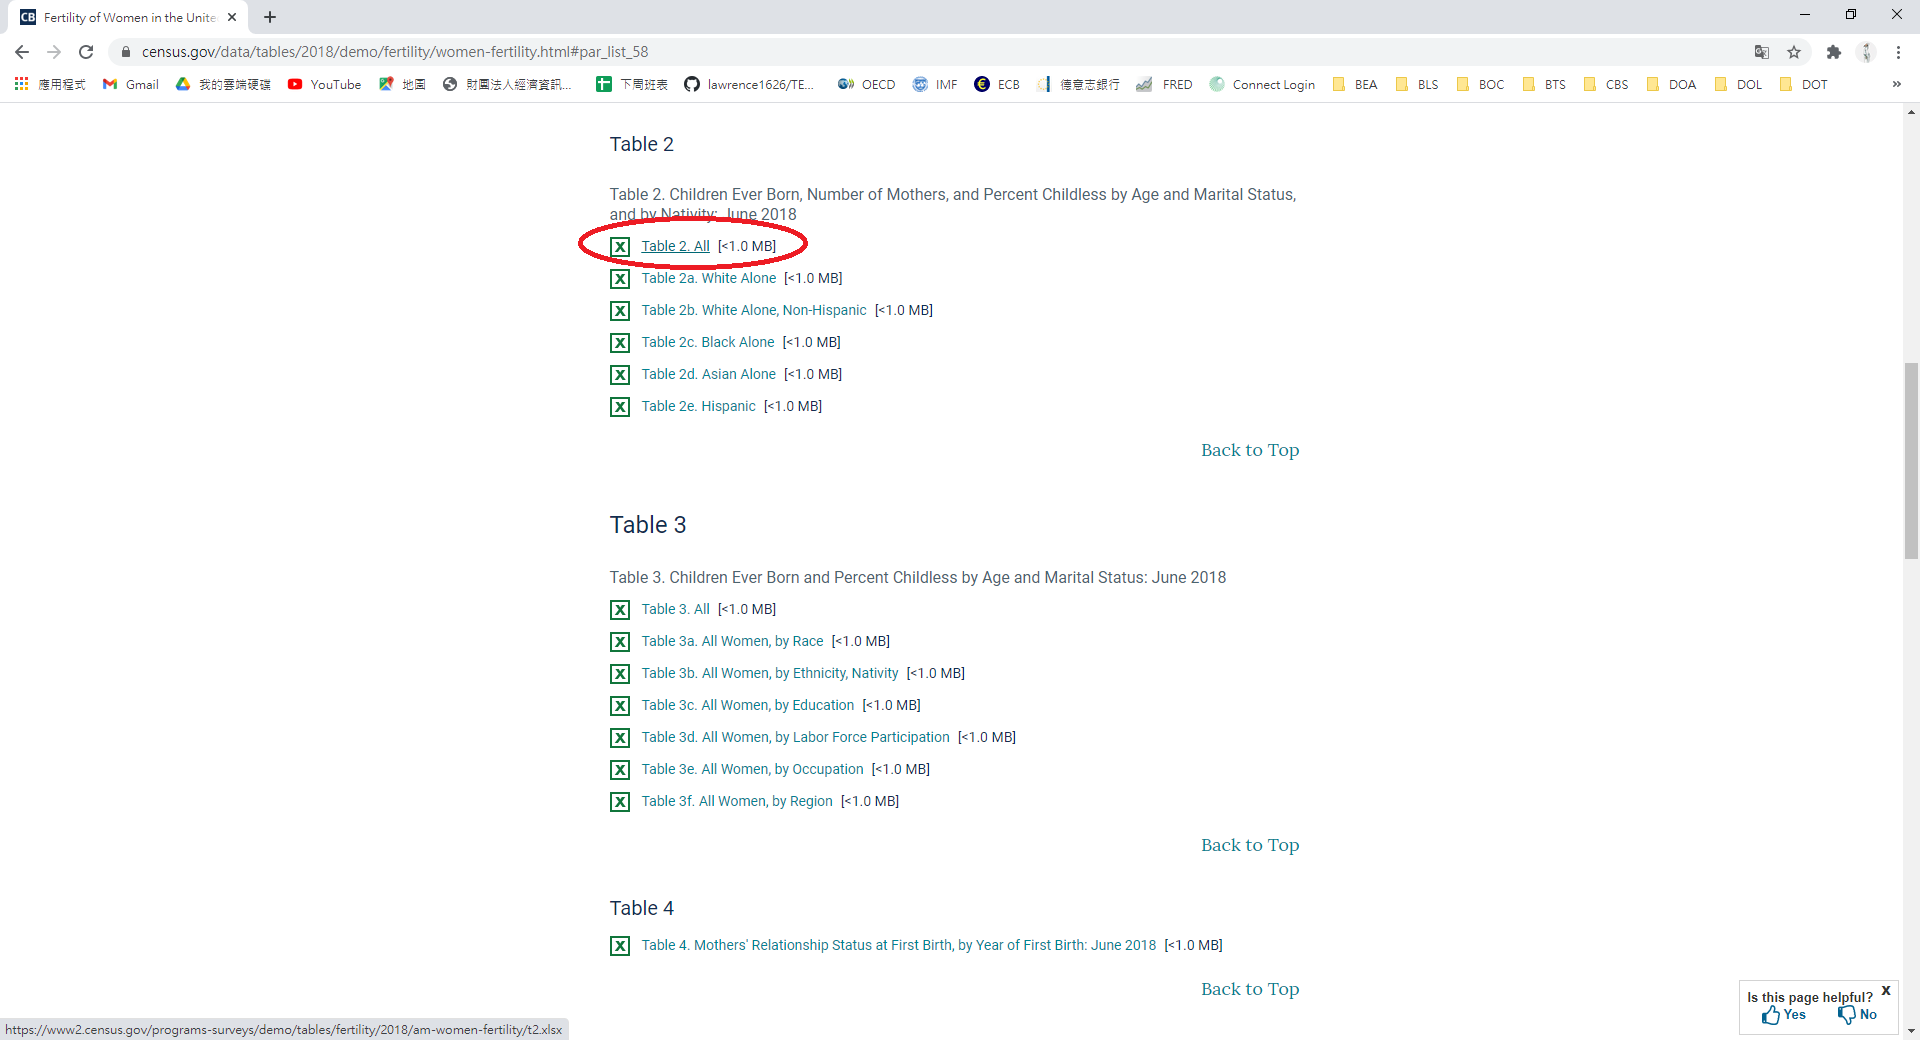 CB Fertility of Women in the Unite
census.gov/data/tables/2018/demo/fertility/women-fertility.html#par_list_58
應用程式 Gmail 我的雲端硬碟 YouTube 地圖 財團法人經濟資訊... 下周班表 lawrence1626/TE... OECD IMF ECB 德意志銀行 FRED Connect Login BEA BLS BOC BTS CBS DOA DOL DOT »
Table 2
Table 2. Children Ever Born, Number of Mothers, and Percent Childless by Age and Marital Status,
and by Nativity: June 2018
Table 2. All [<1.0 MB]
Table 2a. White Alone [<1.0 MB]
Table 2b. White Alone, Non-Hispanic [<1.0 MB]
Table 2c. Black Alone [<1.0 MB]
Table 2d. Asian Alone [<1.0 MB]
Table 2e. Hispanic [<1.0 MB]
Back to Top
Table 3
Table 3. Children Ever Born and Percent Childless by Age and Marital Status: June 2018
Table 3. All [<1.0 MB]
Table 3a. All Women, by Race [<1.0 MB]
Table 3b. All Women, by Ethnicity, Nativity [<1.0 MB]
Table 3c. All Women, by Education [<1.0 MB]
Table 3d. All Women, by Labor Force Participation [<1.0 MB]
Table 3e. All Women, by Occupation [<1.0 MB]
Table 3f. All Women, by Region [<1.0 MB]
Back to Top
Table 4
Table 4. Mothers' Relationship Status at First Birth, by Year of First Birth: June 2018 [<1.0 MB]
Back to Top
Is this page helpful? X
Yes No
https://www2.census.gov/programs-surveys/demo/tables/fertility/2018/am-women-fertility/t2.xlsx